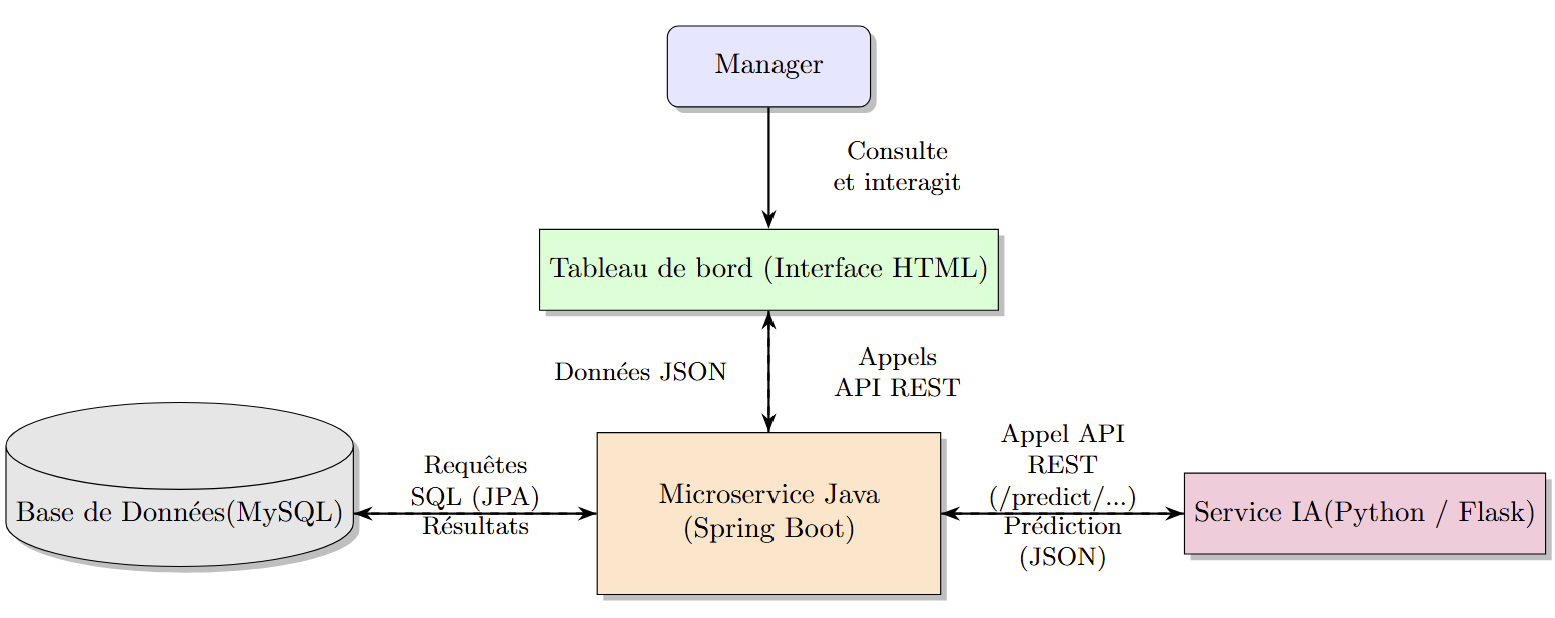 Manager
Consulte
et interagit
Tableau de bord (Interface HTML)
Données JSON
Appels
API REST
Base de Données(MySQL)
Requêtes
SQL (JPA)
Résultats
Microservice Java
(Spring Boot)
Appel API
REST
(/predict/...)
Prédiction
(JSON)
Service IA(Python / Flask)